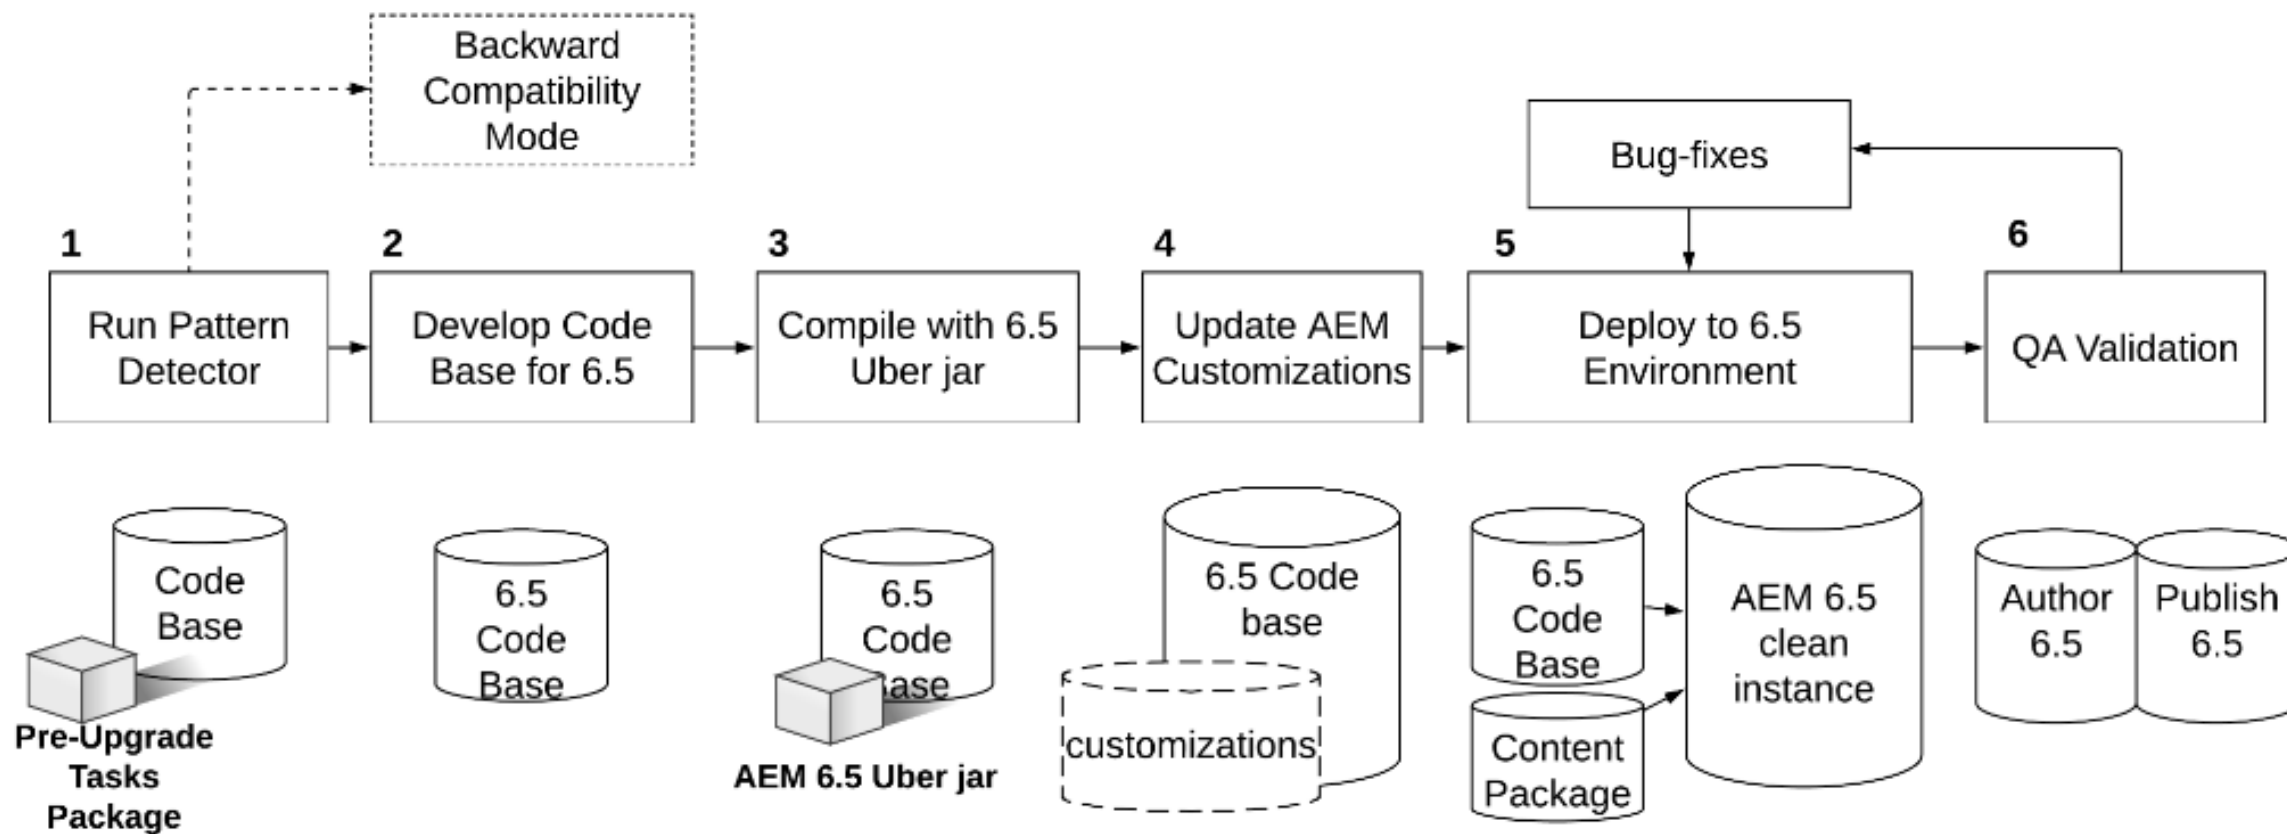 Backward
Compatibility
Mode
Bug-fixes
1
2
3
4
5
6
Run Pattern
Detector
Develop Code
Base for 6.5
Compile with 6.5
Uber jar
Update AEM
Customizations
Deploy to 6.5
Environment
QA Validation
Code
Base
Pre-Upgrade
Tasks
Package
6.5
Code
Base
6.5
Code
Base
AEM 6.5 Uber jar
6.5 Code
base
customizations
6.5
Code
Base
Content
Package
AEM 6.5
clean
instance
Author
6.5
Publish
6.5